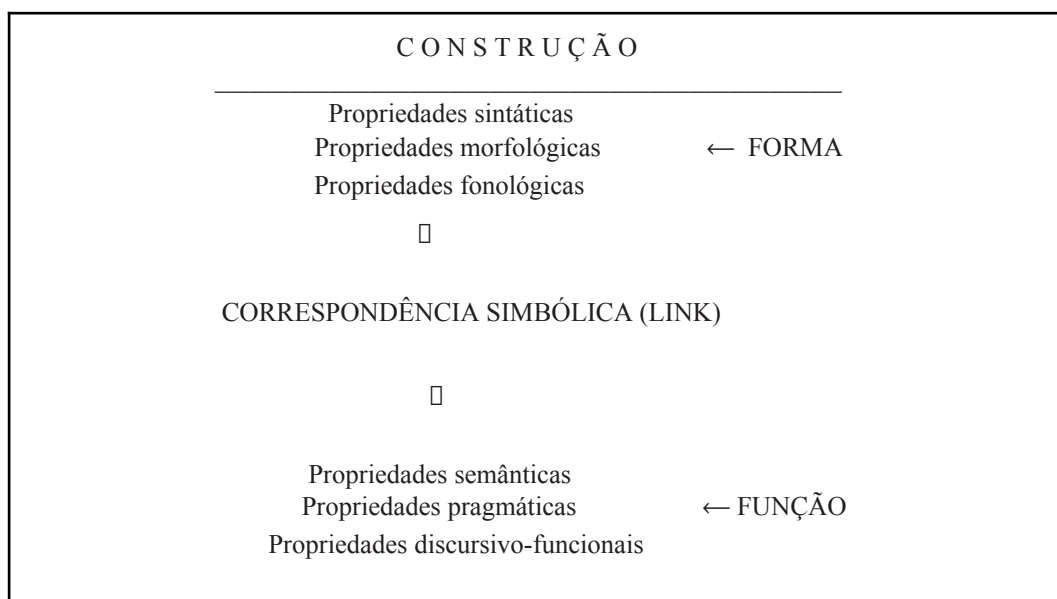 C O N S T R U Ç Ã O
Propriedades sintáticas
Propriedades morfológicas ← FORMA
Propriedades fonológicas
▯
CORRESPONDÊNCIA SIMBÓLICA (LINK)
▯
Propriedades semânticas
Propriedades pragmáticas ← FUNÇÃO
Propriedades discursivo-funcionais